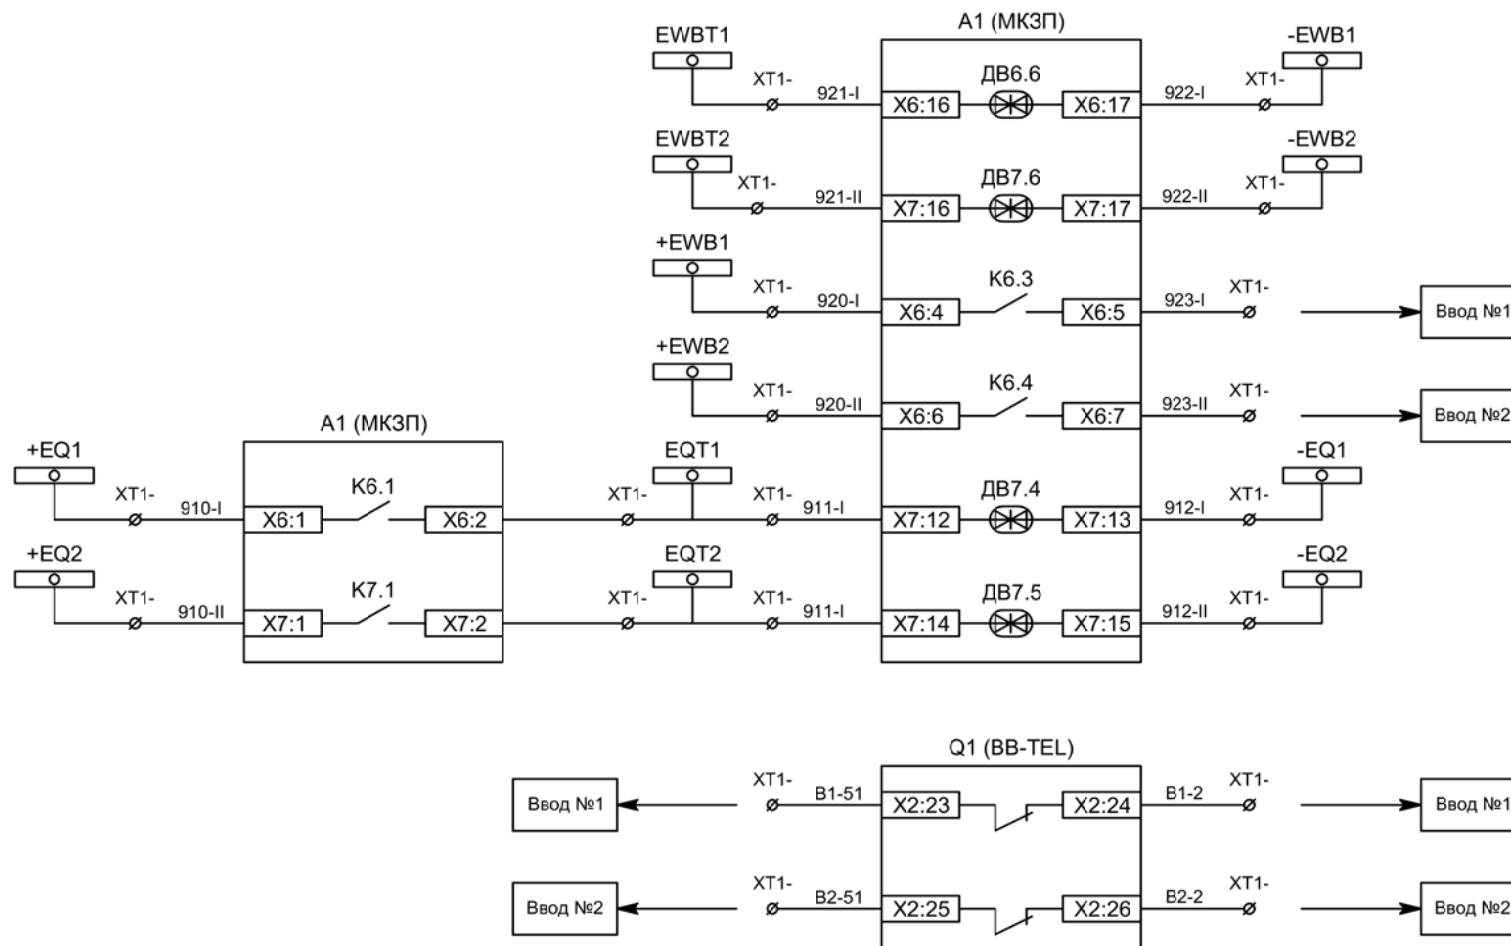 A1 (МКЗП)
EWBT1
-EWB1
ДВ6.6
XT1-
921-I
X6:16
X6:17
922-I
XT1-
EWBT2
-EWB2
ДВ7.6
XT1-
921-II
X7:16
X7:17
922-II
XT1-
+EWB1
К6.3
XT1-
920-I
X6:4
X6:5
923-I
XT1-
Ввод №1
+EWB2
К6.4
XT1-
920-II
X6:6
X6:7
923-II
XT1-
Ввод №2
A1 (МКЗП)
+EQ1
EQT1
-EQ1
К6.1
ДВ7.4
XT1-
910-I
X6:1
X6:2
XT1-
XT1-
911-I
X7:12
X7:13
912-I
XT1-
+EQ2
EQT2
-EQ2
К7.1
ДВ7.5
XT1-
910-II
X7:1
X7:2
XT1-
XT1-
911-I
X7:14
X7:15
912-II
XT1-
Q1 (BB-TEL)
Ввод №1
XT1-
B1-51
X2:23
X2:24
B1-2
XT1-
Ввод №1
Ввод №2
XT1-
B2-51
X2:25
X2:26
B2-2
XT1-
Ввод №2